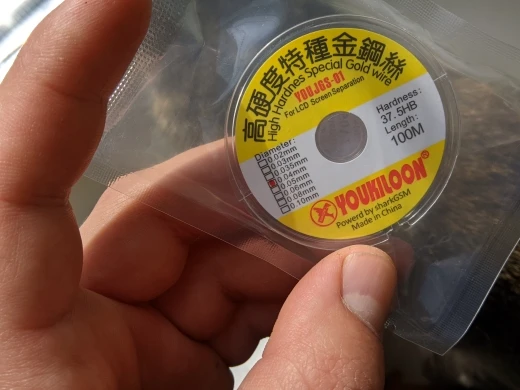 高硬度特種金鋼絲
High Hardnes Special Gold wire
YOUJGS-01
For LCD Screen Separation
Hardness:
37.5HB
Length:
100M
Diameter:
0.02mm
0.03mm
0.035mm
0.04mm
0.05mm
0.06mm
0.08mm
0.10mm
YOUKILOON®
Powerd by sharkGSM
Made in China